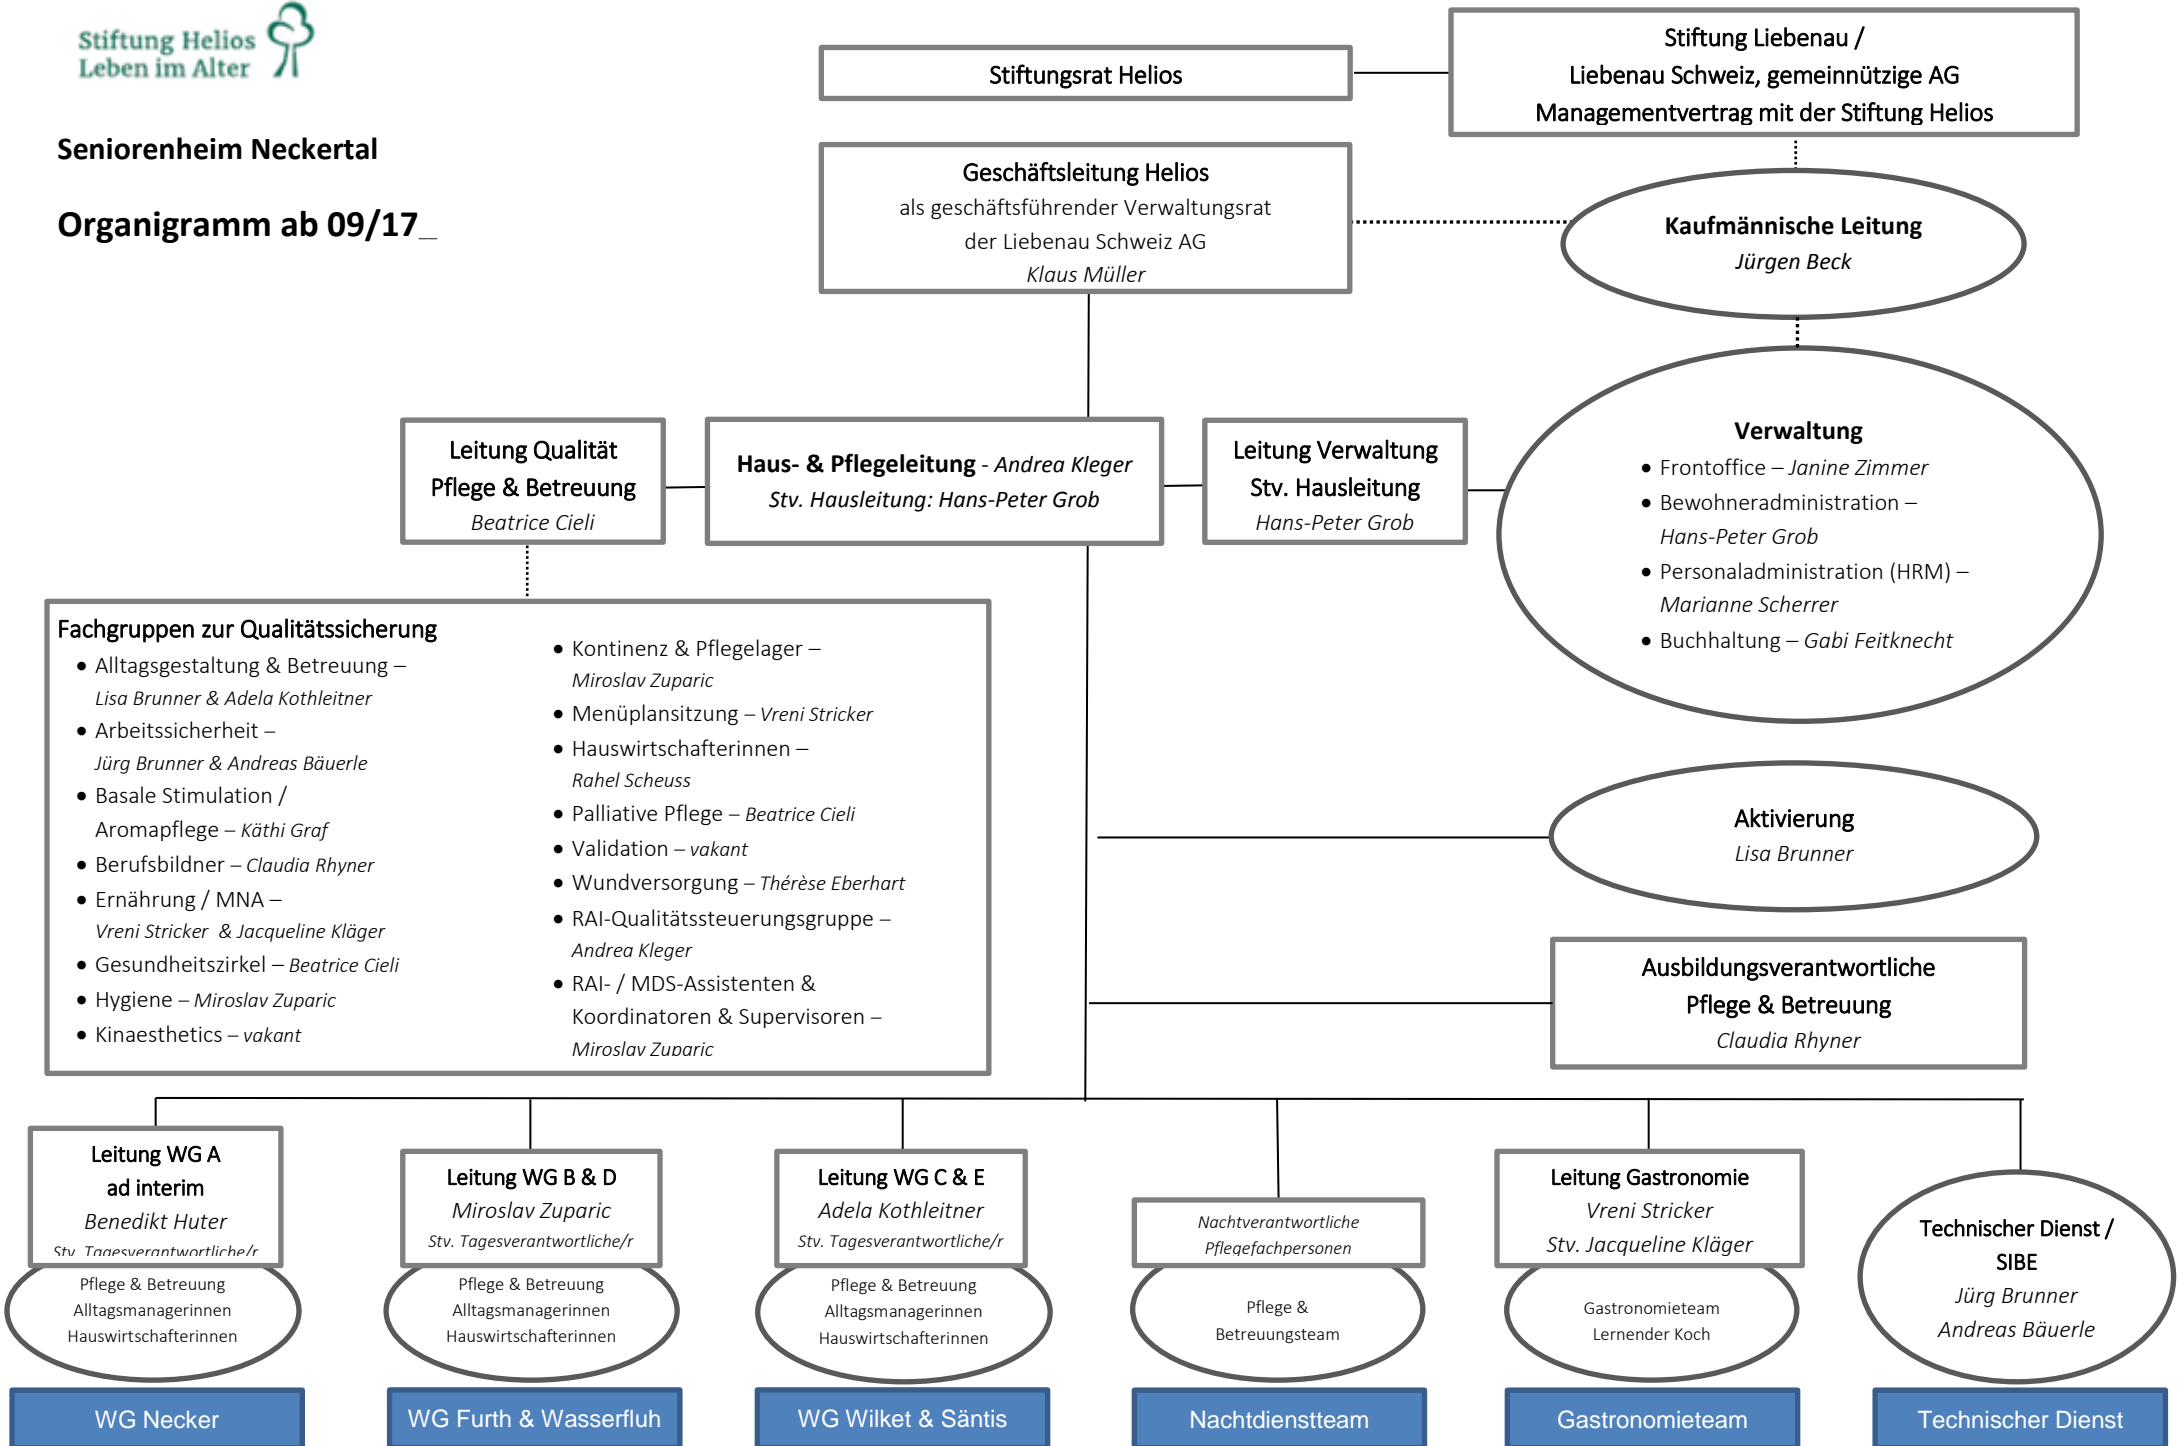 Stiftung Helios
Leben im Alter
Seniorenheim Neckertal
Organigramm ab 09/17_
Stiftungsrat Helios
Stiftung Liebenau /
Liebenau Schweiz, gemeinnützige AG
Managementvertrag mit der Stiftung Helios
Geschäftsleitung Helios
als geschäftsführender Verwaltungsrat
der Liebenau Schweiz AG
Klaus Müller
Kaufmännische Leitung
Jürgen Beck
Leitung Qualität
Pflege & Betreuung
Beatrice Cieli
Haus- & Pflegeleitung - Andrea Kleger
Stv. Hausleitung: Hans-Peter Grob
Leitung Verwaltung
Stv. Hausleitung
Hans-Peter Grob
Verwaltung
• Frontoffice – Janine Zimmer
• Bewohneradministration –
Hans-Peter Grob
• Personaladministration (HRM) –
Marianne Scherrer
• Buchhaltung – Gabi Feitknecht
Fachgruppen zur Qualitätssicherung
• Alltagsgestaltung & Betreuung –
Lisa Brunner & Adela Kothleitner
• Arbeitssicherheit –
Jürg Brunner & Andreas Bäuerle
• Basale Stimulation /
Aromapflege – Käthi Graf
• Berufsbildner – Claudia Rhyner
• Ernährung / MNA –
Vreni Stricker & Jacqueline Kläger
• Gesundheitszirkel – Beatrice Cieli
• Hygiene – Miroslav Zuparic
• Kinaesthetics – vakant
• Kontinenz & Pflegelager –
Miroslav Zuparic
• Menüplansitzung – Vreni Stricker
• Hauswirtschafterinnen –
Rahel Scheuss
• Palliative Pflege – Beatrice Cieli
• Validation – vakant
• Wundversorgung – Thérèse Eberhart
• RAI-Qualitätssteuerungsgruppe –
Andrea Kleger
• RAI- / MDS-Assistenten &
Koordinatoren & Supervisoren –
Miroslav Zuparic
Aktivierung
Lisa Brunner
Ausbildungsverantwortliche
Pflege & Betreuung
Claudia Rhyner
Leitung WG A
ad interim
Benedikt Huter
Stv. Tagesverantwortliche/r
Pflege & Betreuung
Alltagsmanagerinnen
Hauswirtschafterinnen
WG Necker
Leitung WG B & D
Miroslav Zuparic
Stv. Tagesverantwortliche/r
Pflege & Betreuung
Alltagsmanagerinnen
Hauswirtschafterinnen
WG Furth & Wasserfluh
Leitung WG C & E
Adela Kothleitner
Stv. Tagesverantwortliche/r
Pflege & Betreuung
Alltagsmanagerinnen
Hauswirtschafterinnen
WG Wilket & Säntis
Nachtverantwortliche
Pflegefachpersonen
Pflege &
Betreuungsteam
Nachtdienstteam
Leitung Gastronomie
Vreni Stricker
Stv. Jacqueline Kläger
Gastronomieteam
Lernender Koch
Gastronomieteam
Technischer Dienst /
SIBE
Jürg Brunner
Andreas Bäuerle
Technischer Dienst